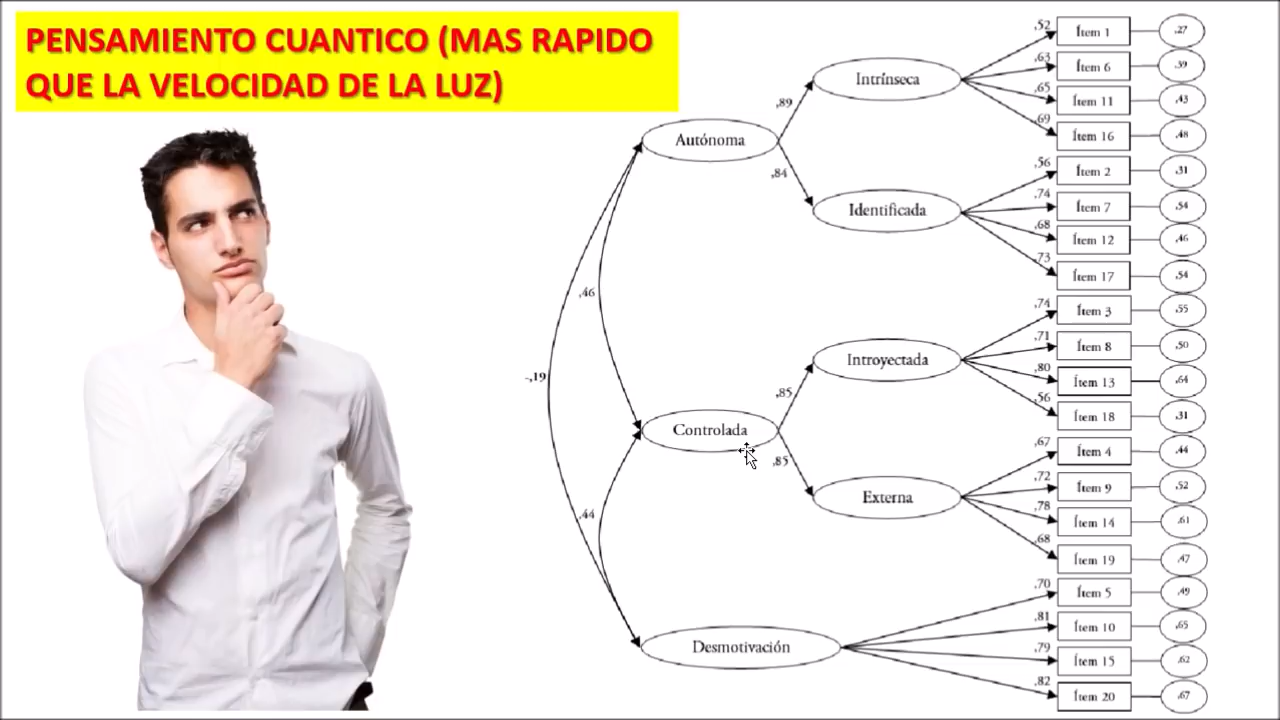 PENSAMIENTO CUANTICO (MAS RAPIDO
QUE LA VELOCIDAD DE LA LUZ)
Autónoma
Controlada
Desmotivación
-,19
,46
,44
,89
,84
,85
,85
Intrínseca
Identificada
Introyectada
Externa
,52 Ítem 1 ,27
,63 Ítem 6 ,39
,65 Ítem 11 ,43
,69 Ítem 16 ,48
,56 Ítem 2 ,31
,74 Ítem 7 ,54
,68 Ítem 12 ,46
,73 Ítem 17 ,54
,74 Ítem 3 ,55
,71 Ítem 8 ,50
,80 Ítem 13 ,64
,56 Ítem 18 ,31
,67 Ítem 4 ,44
,72 Ítem 9 ,52
,78 Ítem 14 ,61
,68 Ítem 19 ,47
,70 Ítem 5 ,49
,81 Ítem 10 ,65
,79 Ítem 15 ,62
,82 Ítem 20 ,67